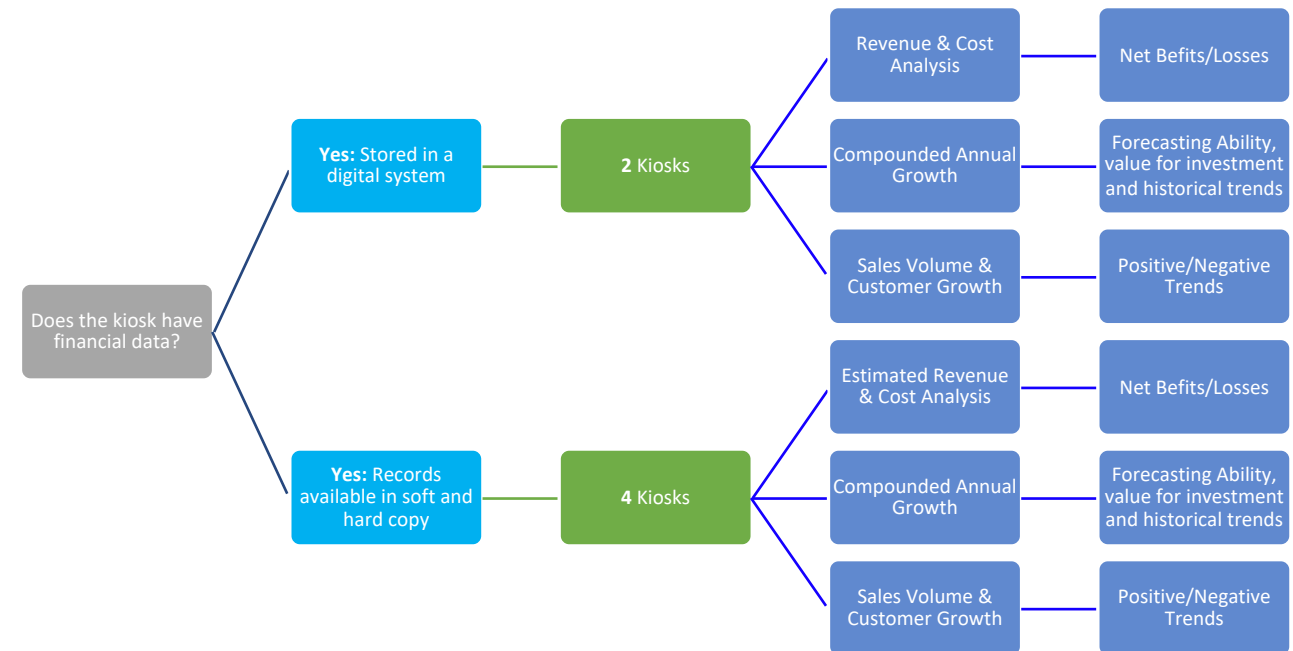 Does the kiosk have
financial data?
Yes: Stored in a
digital system
2 Kiosks
Revenue & Cost
Analysis
Net Befits/Losses
Compounded Annual
Growth
Forecasting Ability,
value for investment
and historical trends
Sales Volume &
Customer Growth
Positive/Negative
Trends
Yes: Records
available in soft and
hard copy
4 Kiosks
Estimated Revenue
& Cost Analysis
Net Befits/Losses
Compounded Annual
Growth
Forecasting Ability,
value for investment
and historical trends
Sales Volume &
Customer Growth
Positive/Negative
Trends